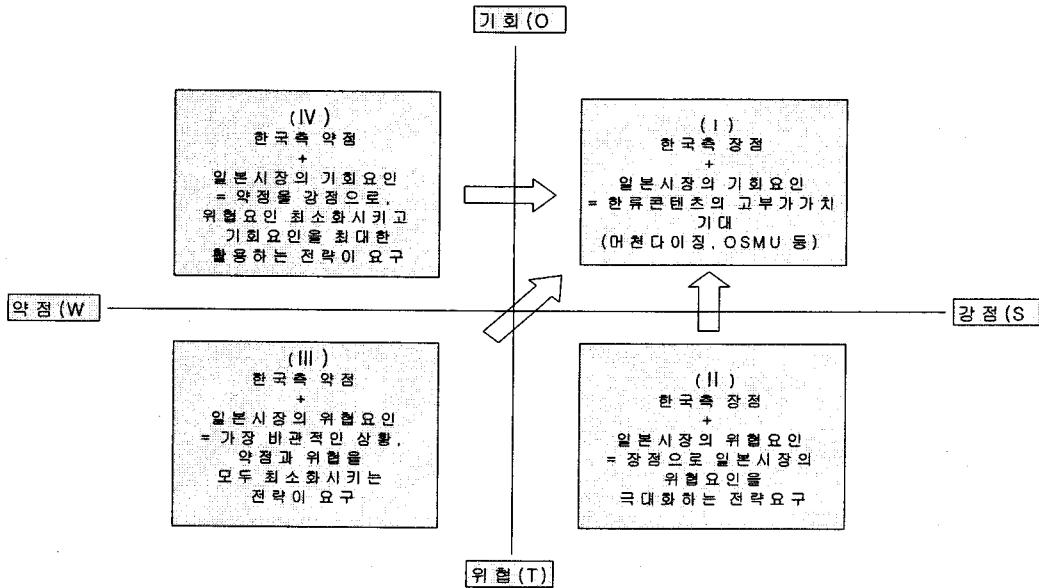 기회(O
(IV)
한국측 약점
+
일본시장의 기회요인
= 약점을 강점으로,
위협요인 최소화시키고
기회요인을 최대한
활용하는 전략이 요구
(I)
한국측 장점
+
일본시장의 기회요인
= 한류콘텐츠의 고부가가치
기대
(머천다이징, OSMU 등)
약점(W
강점(S
(III)
한국측 약점
+
일본시장의 위협요인
= 가장 비관적인 상황,
약점과 위협을
모두 최소화시키는
전략이 요구
(II)
한국측 장점
+
일본시장의 위협요인
= 장점으로 일본시장의
위협요인을
극대화하는 전략요구
위협(T)